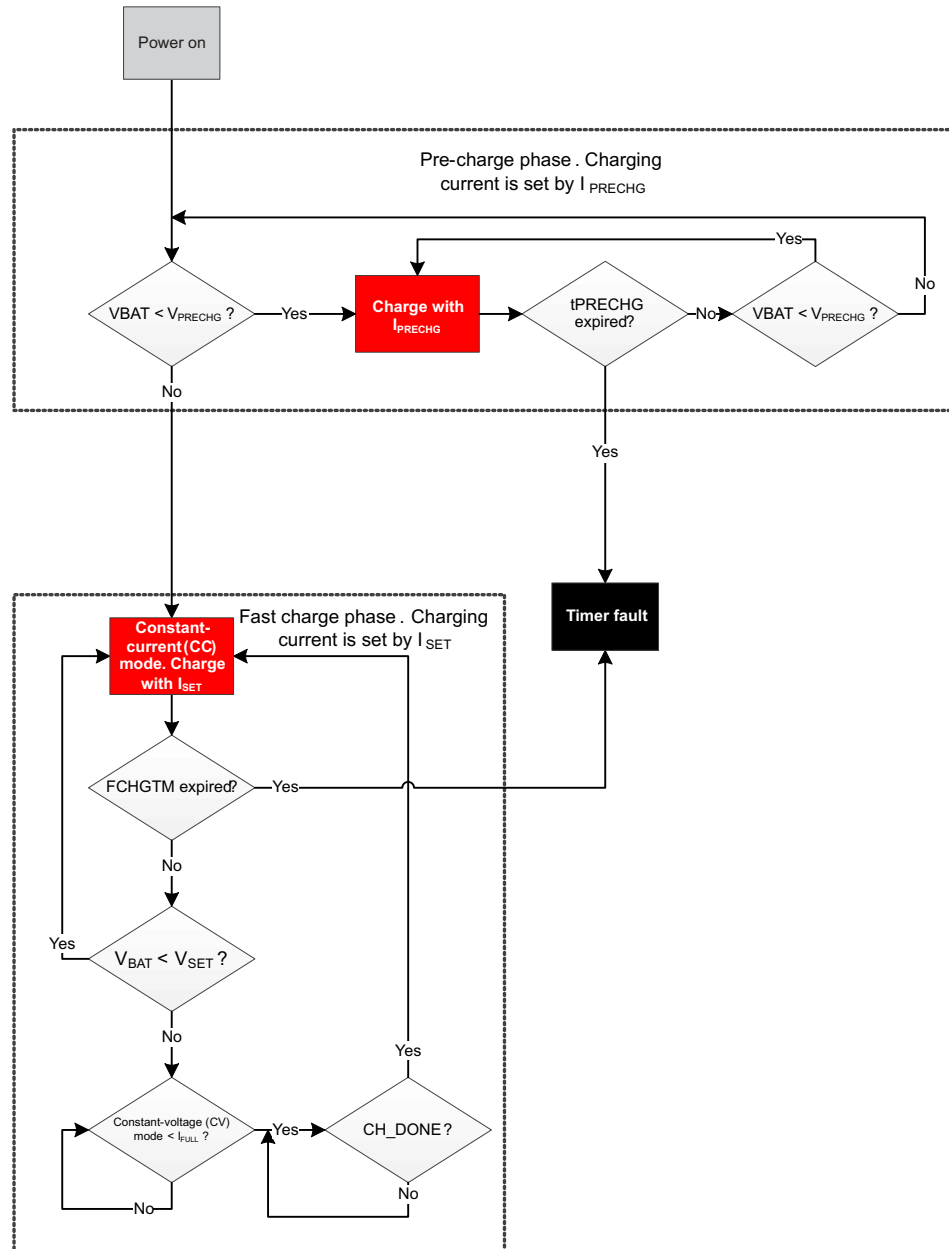 Power on
Pre-charge phase . Charging
current is set by I PRECHG
Yes
No
VBAT < VPRECHG ?
Yes
Charge with
IPRECHG
tPRECHG
expired?
No
VBAT < VPRECHG ?
No
Yes
Fast charge phase . Charging
current is set by I SET
Constant-
current (CC)
mode. Charge
with ISET
Timer fault
FCHGTM expired?
Yes
No
Yes
VBAT < VSET ?
No
Yes
Constant-voltage (CV)
mode < IFULL ?
Yes
CH_DONE ?
No
No